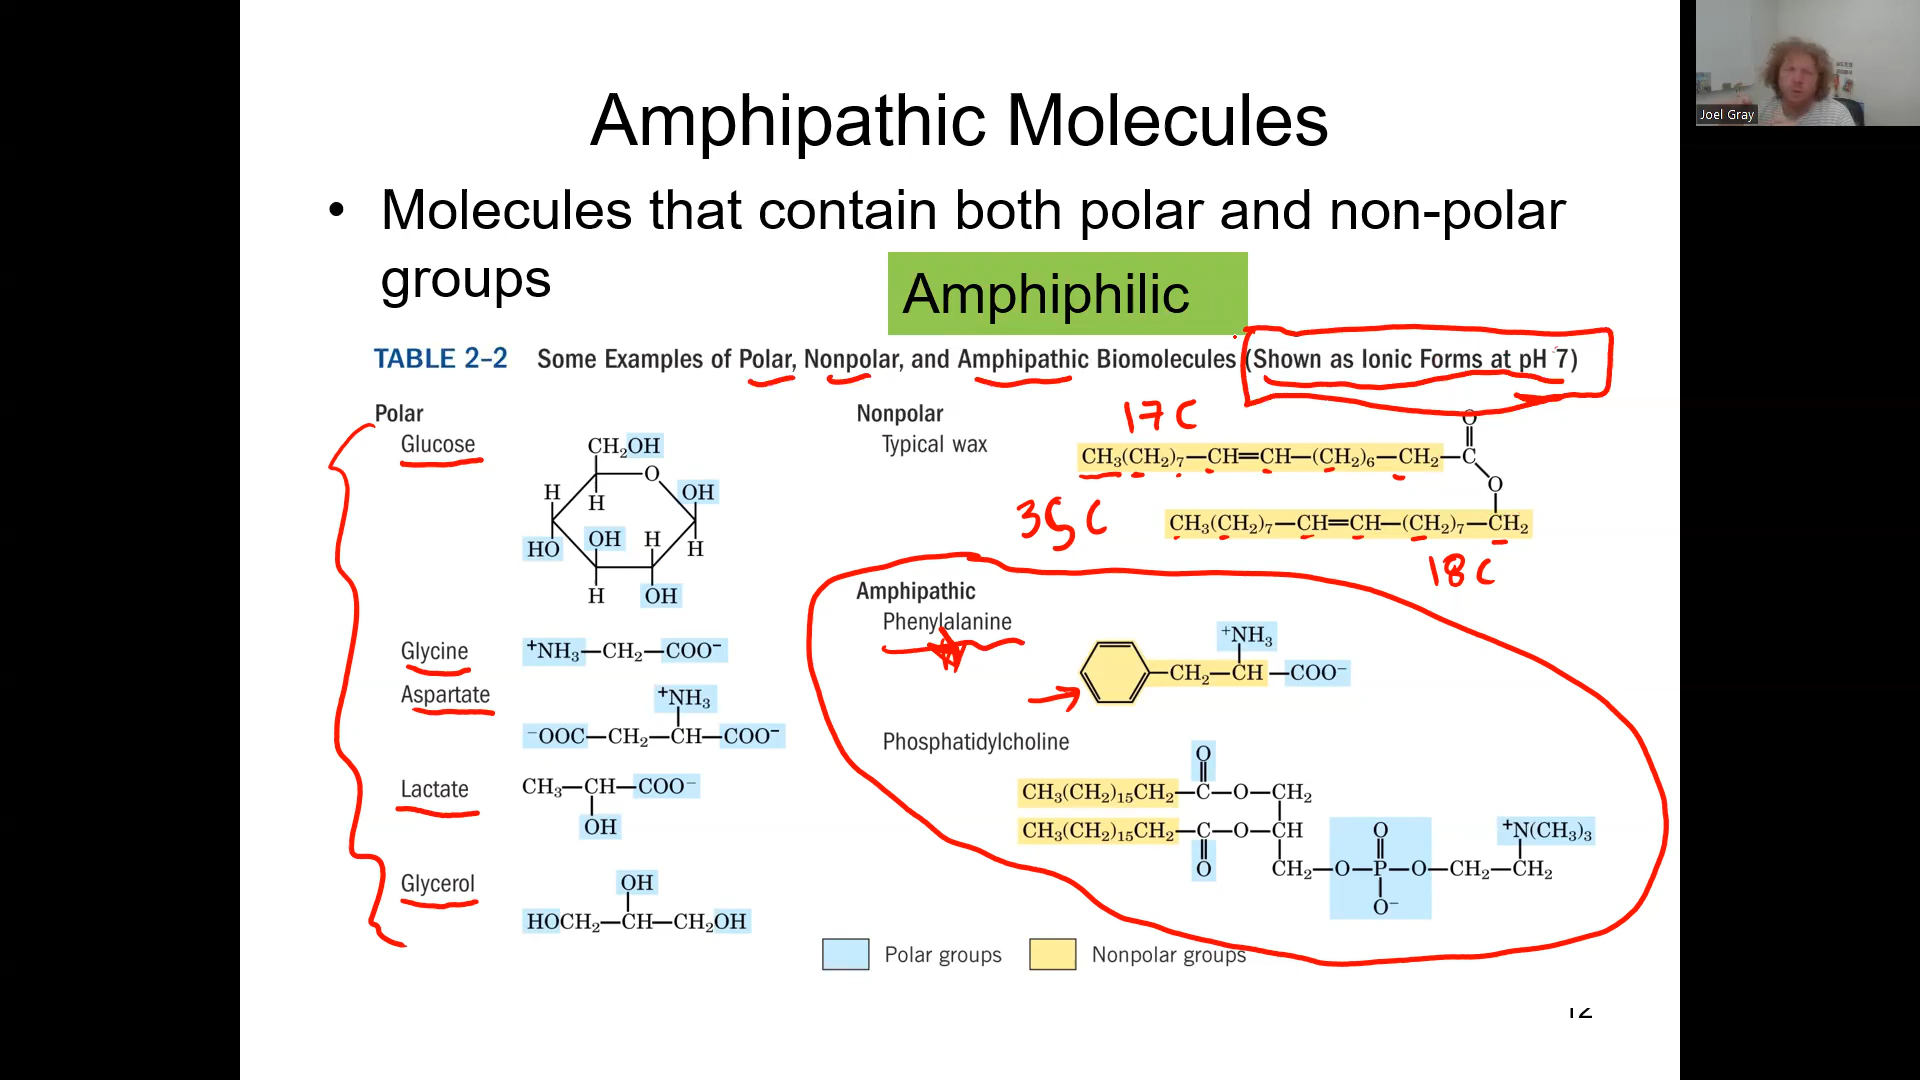 Joel Gray
Amphipathic Molecules
• Molecules that contain both polar and non-polar
groups
Amphiphilic
TABLE 2–2 Some Examples of Polar, Nonpolar, and Amphipathic Biomolecules (Shown as Ionic Forms at pH 7)
Polar
Glucose
CH₂OH
O
H
H
OH
HO
OH
H
H
H
OH
Glycine
⁺NH₃—CH₂—COO⁻
Aspartate
⁺NH₃
⁻OOC—CH₂—CH—COO⁻
Lactate
CH₃—CH—COO⁻
OH
Glycerol
OH
HOCH₂—CH—CH₂OH
Nonpolar
Typical wax
17C
O
CH₃(CH₂)₇—CH=CH—(CH₂)₆—CH₂—C
O
35C
CH₃(CH₂)₇—CH=CH—(CH₂)₇—CH₂
18C
Amphipathic
Phenylalanine
⁺NH₃
CH₂—CH—COO⁻
Phosphatidylcholine
O
CH₃(CH₂)₁₅CH₂—C—O—CH₂
CH₃(CH₂)₁₅CH₂—C—O—CH
O
O
⁺N(CH₃)₃
CH₂—O—P—O—CH₂—CH₂
O⁻
Polar groups
Nonpolar groups
12